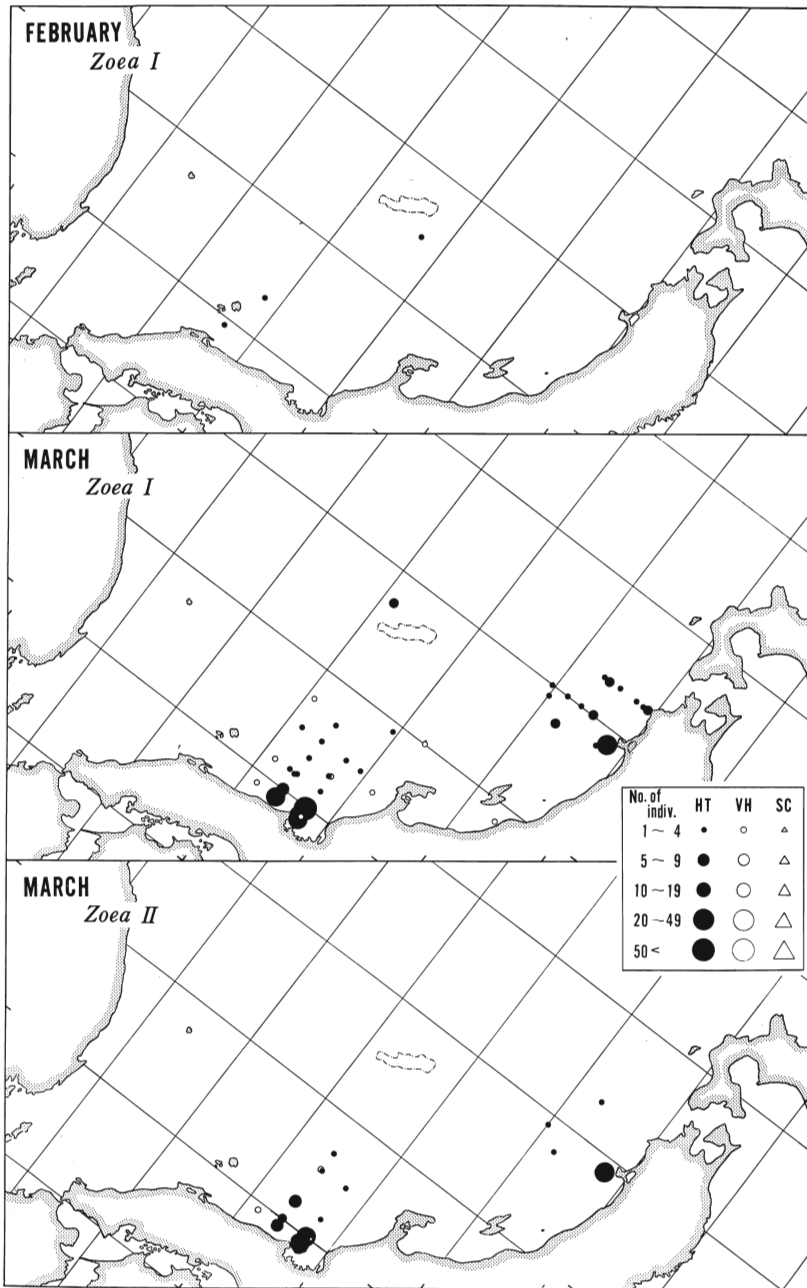 FEBRUARY
Zoea I
MARCH
Zoea I
No. of indiv. HT VH SC
1 ~ 4
5 ~ 9
10 ~ 19
20 ~ 49
50 <
MARCH
Zoea II